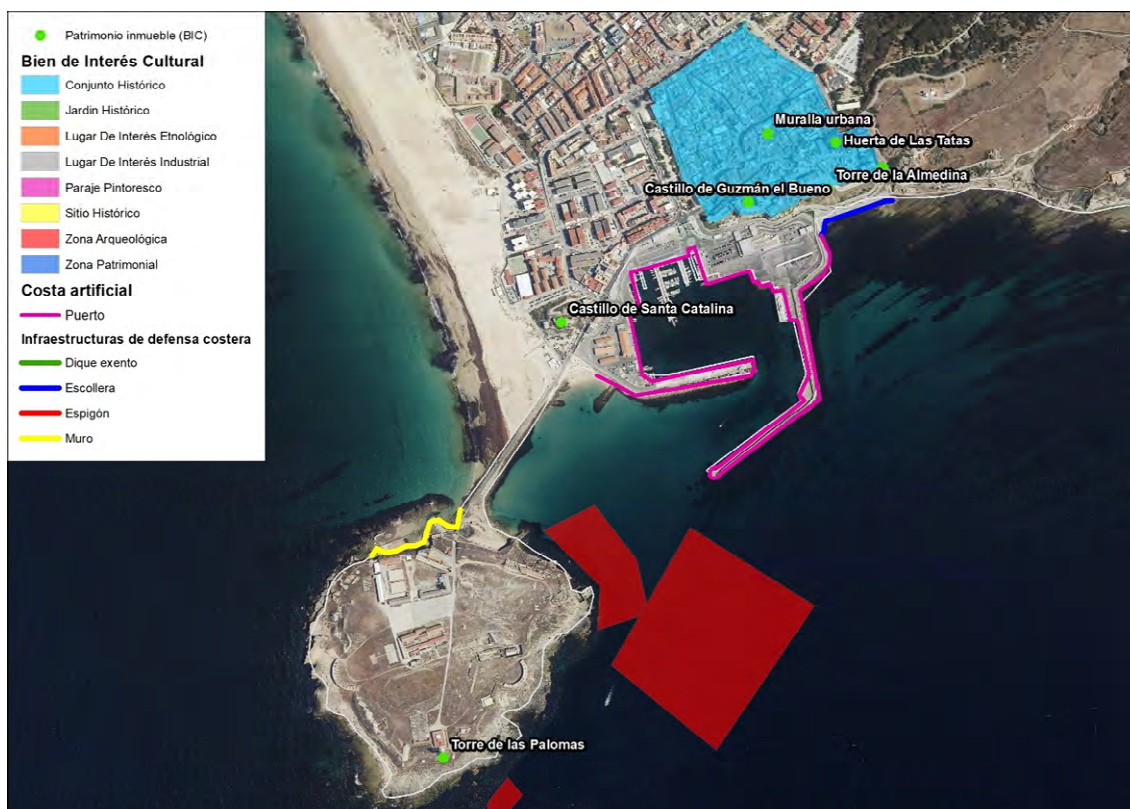 Patrimonio inmueble (BIC)
Bien de Interés Cultural
Conjunto Histórico
Jardin Histórico
Lugar De Interés Etnológico
Lugar De Interés Industrial
Paraje Pintoresco
Sitio Histórico
Zona Arqueológica
Zona Patrimonial
Costa artificial
Puerto
Infraestructuras de defensa costera
Dique exento
Escollera
Espigón
Muro
Muralla urbana
Huerta de Las Tatas
Torre de la Almedina
Castillo de Guzmán el Bueno
Castillo de Santa Catalina
Torre de las Palomas